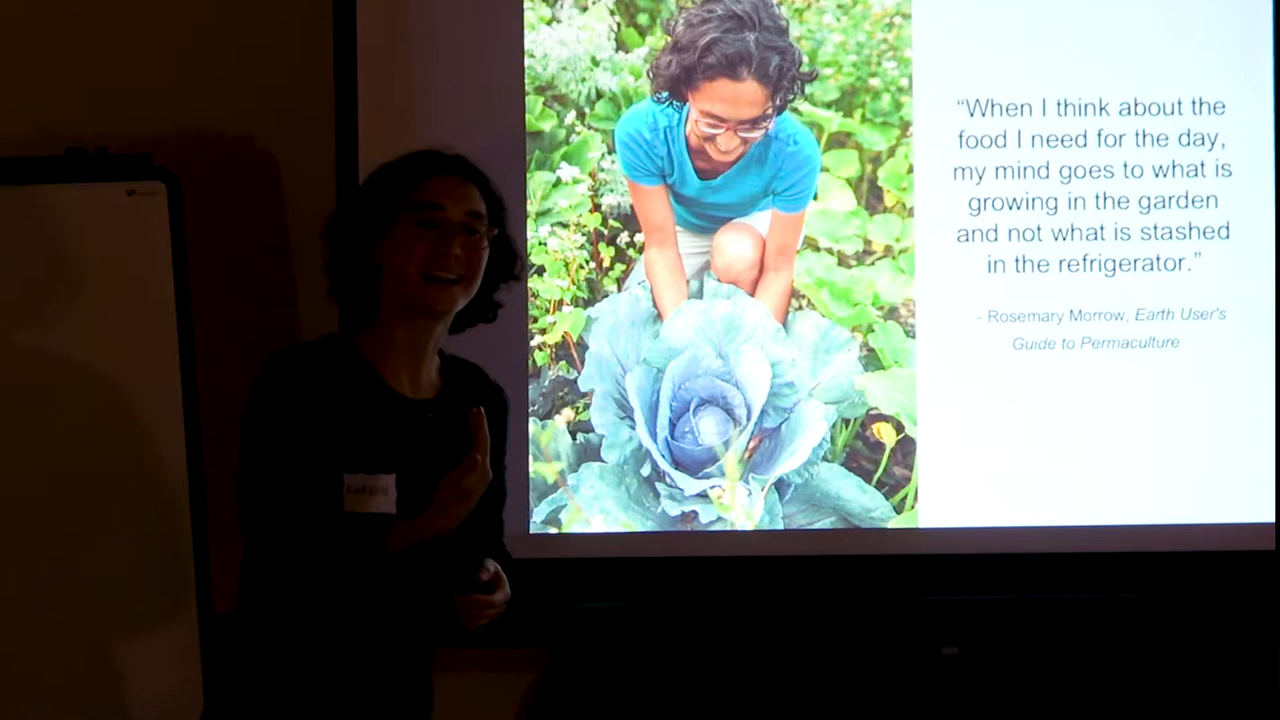 “When I think about the
food I need for the day,
my mind goes to what is
growing in the garden
and not what is stashed
in the refrigerator.”
- Rosemary Morrow, Earth User's
Guide to Permaculture